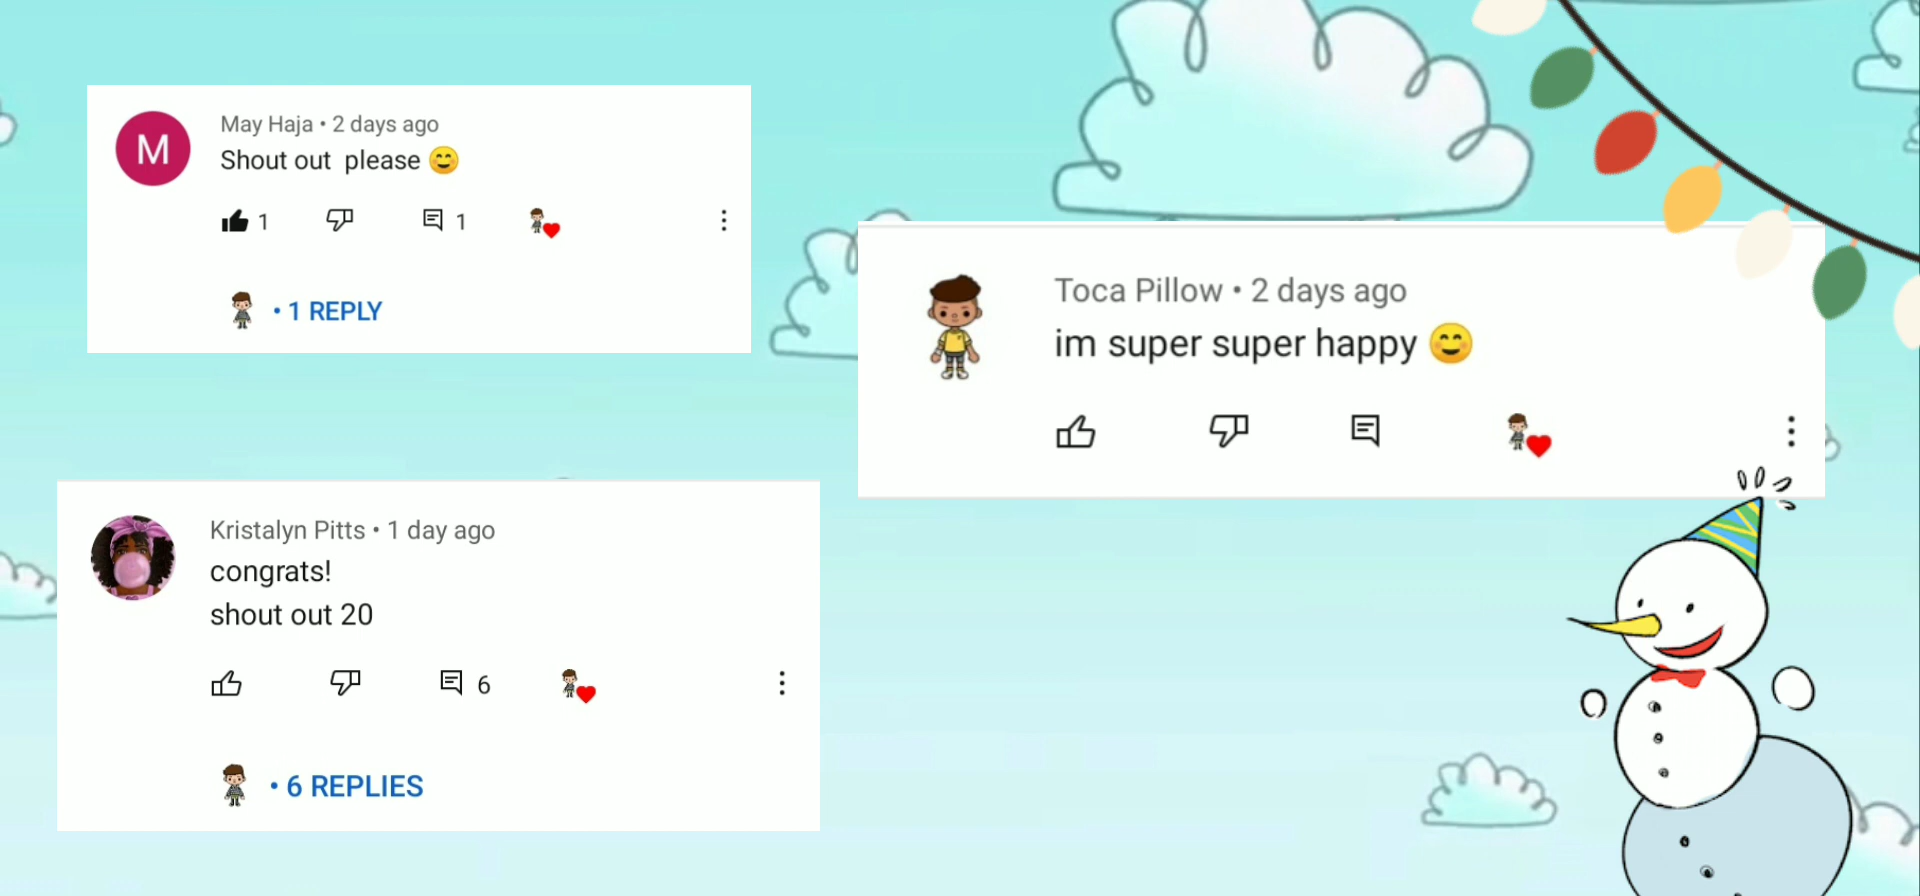 M
May Haja • 2 days ago
Shout out  please 😊
1
1
• 1 REPLY
Toca Pillow • 2 days ago
im super super happy 😊
Kristalyn Pitts • 1 day ago
congrats!
shout out 20
6
• 6 REPLIES